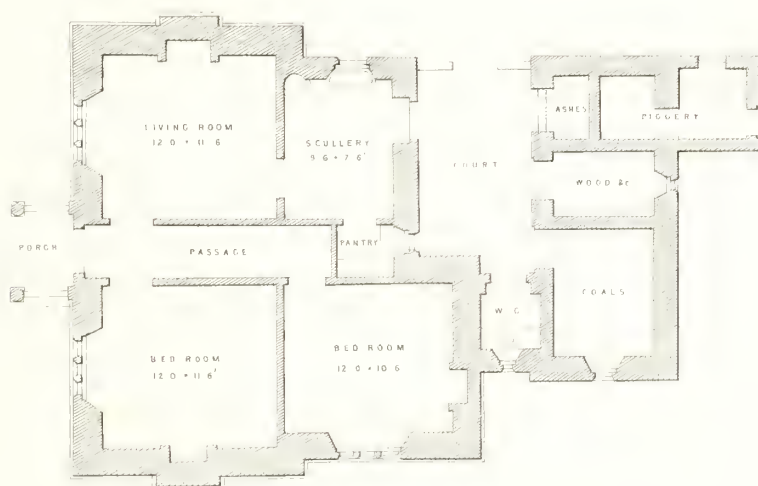 LIVING ROOM
12 0 × 11 6
SCULLERY
9 6 × 7 6'
COURT
ASHES
PIGGERY
WOOD &c
PORCH
PASSAGE
PANTRY
W C
COALS
BED ROOM
12 0 × 11 6'
BED ROOM
12 0 × 10 6